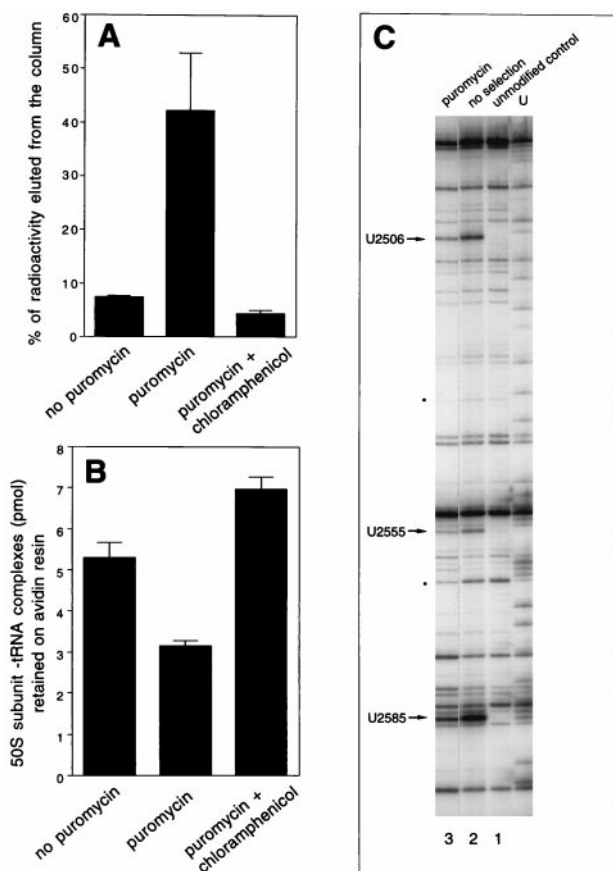 A
% of radioactivity eluted from the column
60
50
40
30
20
10
0
no puromycin
puromycin
puromycin +
chloramphenicol
B
50S subunit -tRNA complexes (pmol)
retained on avidin resin
8
7
6
5
4
3
2
1
0
no puromycin
puromycin
puromycin +
chloramphenicol
C
puromycin
no selection
unmodified control
U
U2506
U2555
U2585
3 2 1